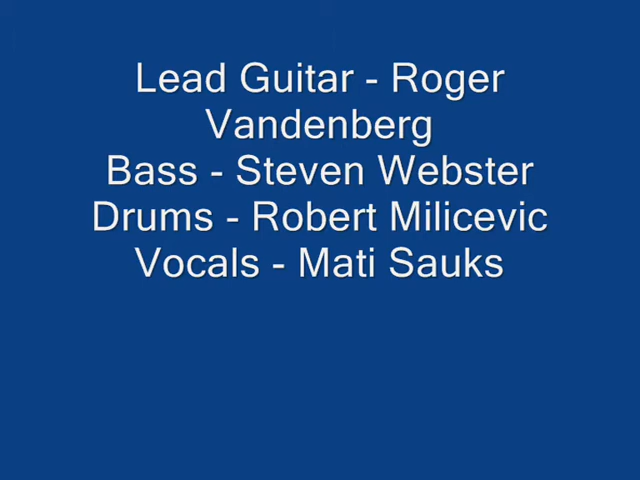 Lead Guitar - Roger
Vandenberg
Bass - Steven Webster
Drums - Robert Milicevic
Vocals - Mati Sauks